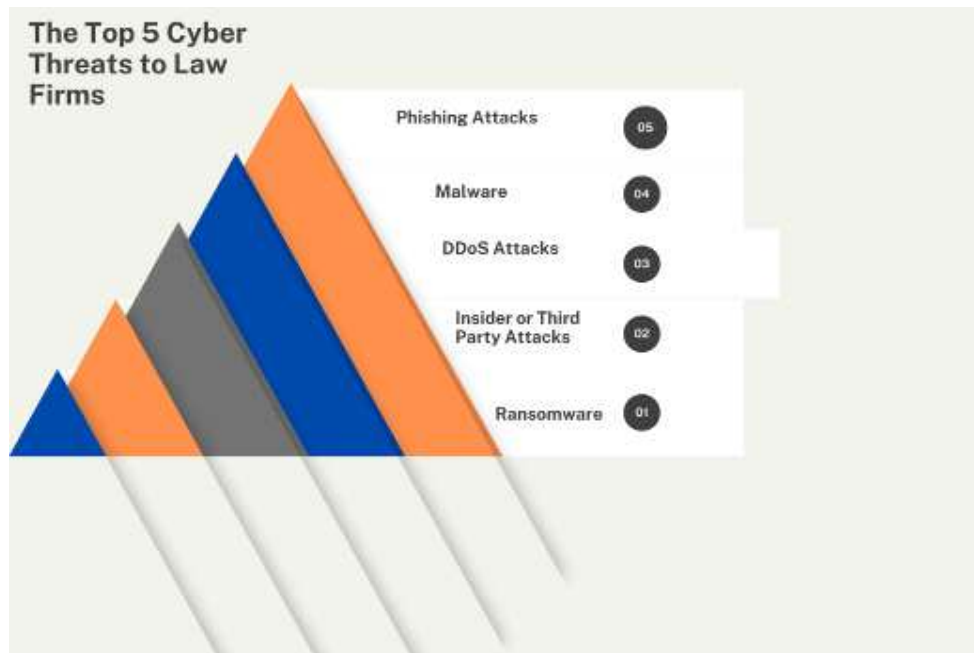 The Top 5 Cyber
Threats to Law
Firms
Phishing Attacks
05
Malware
04
DDoS Attacks
03
Insider or Third
Party Attacks
02
Ransomware
01